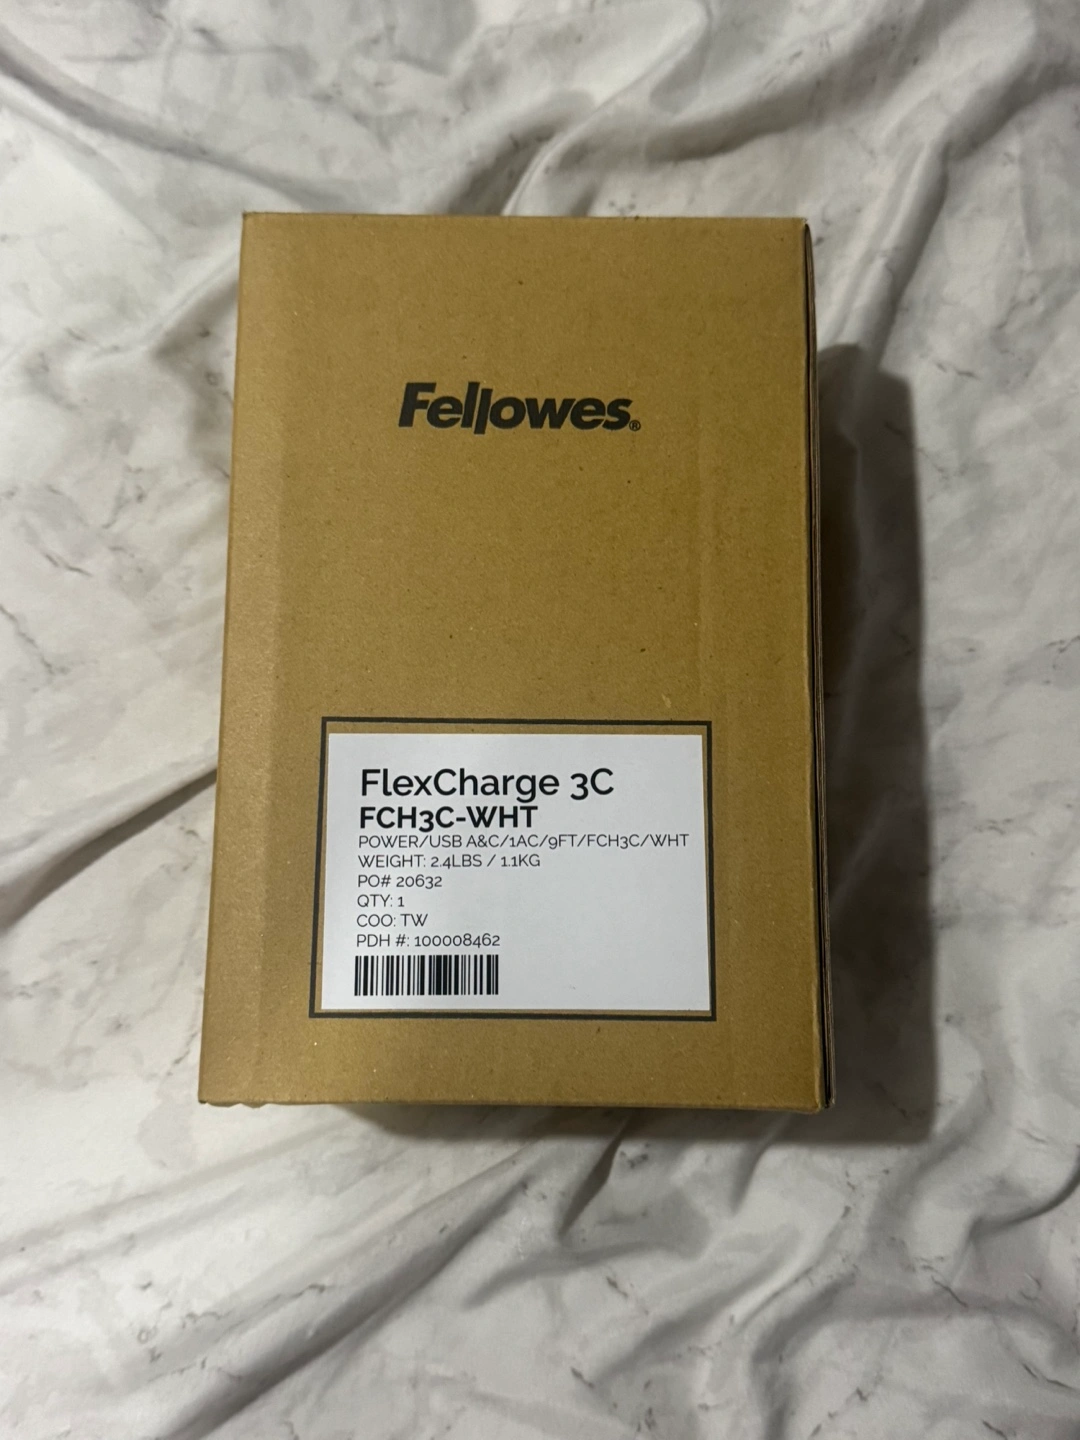 Fellowes®
FlexCharge 3C
FCH3C-WHT
POWER/USB A&C/1AC/9FT/FCH3C/WHT
WEIGHT: 2.4LBS / 1.1KG
PO# 20632
QTY: 1
COO: TW
PDH #: 100008462